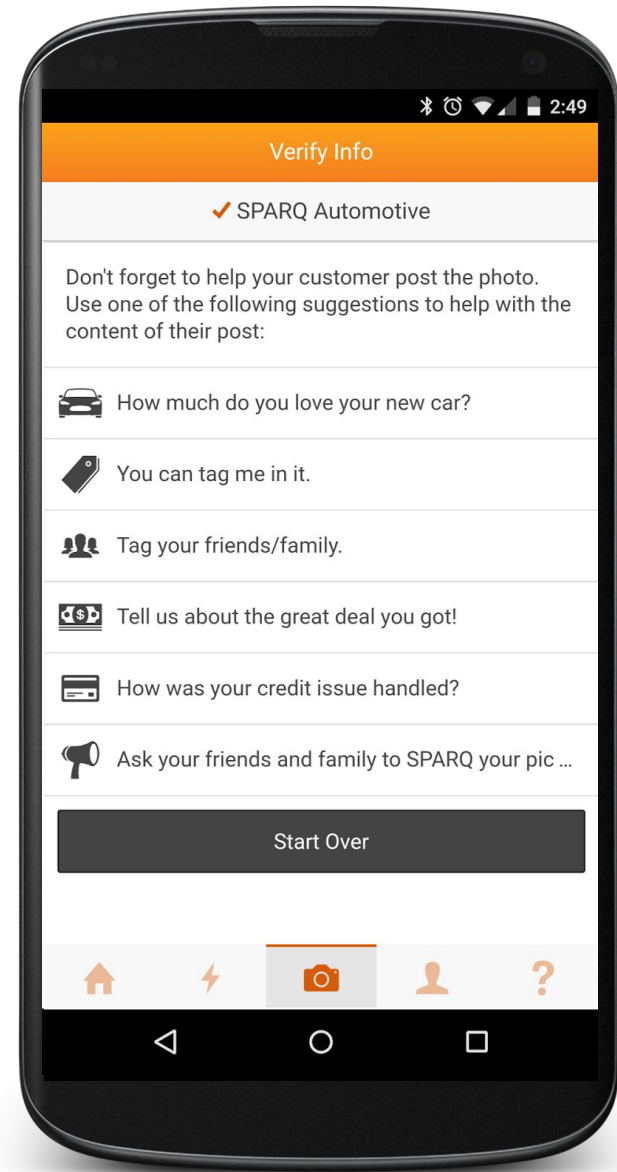 2:49
Verify Info
SPARQ Automotive
Don't forget to help your customer post the photo.
Use one of the following suggestions to help with the
content of their post:
How much do you love your new car?
You can tag me in it.
Tag your friends/family.
Tell us about the great deal you got!
How was your credit issue handled?
Ask your friends and family to SPARQ your pic ...
Start Over